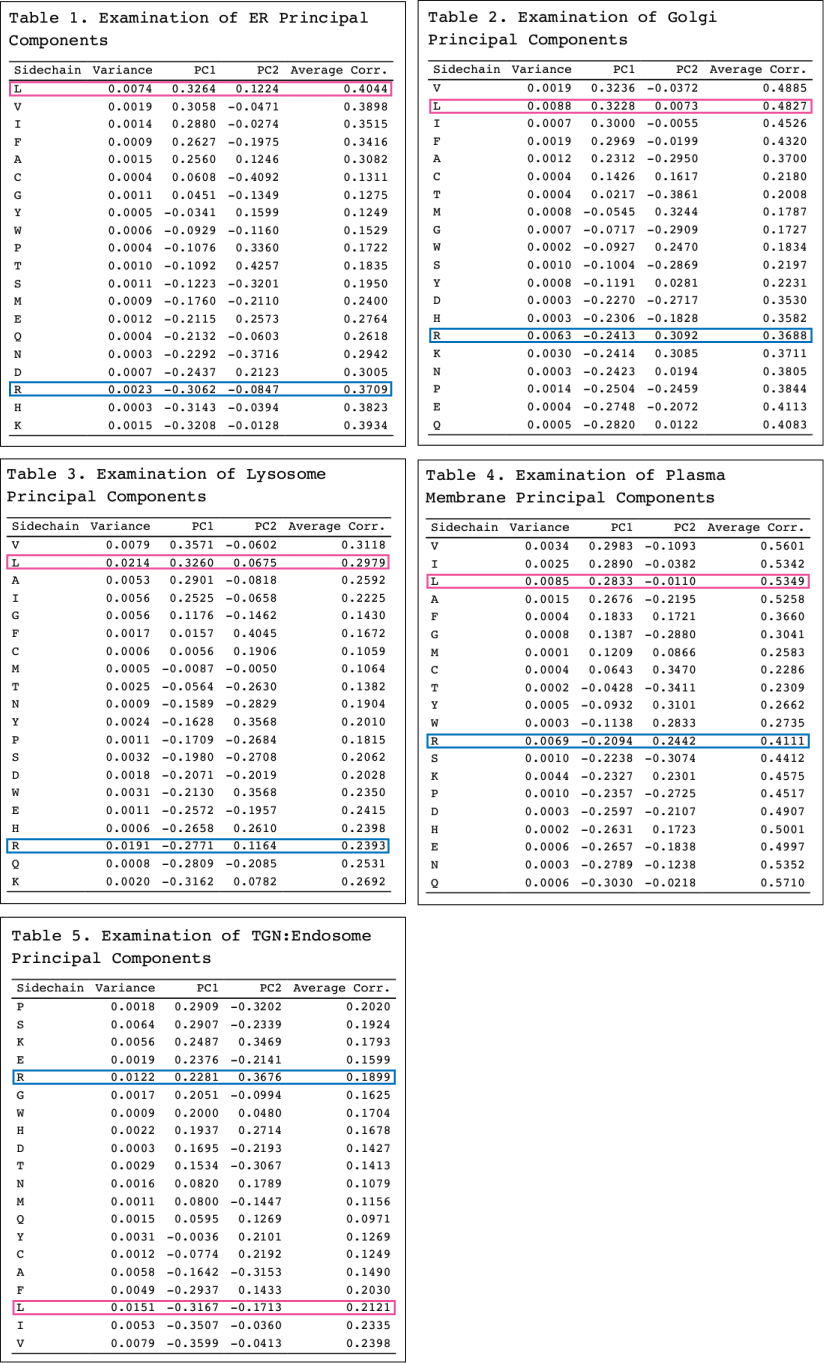 Table 1. Examination of ER Principal
Components
Sidechain Variance PC1 PC2 Average Corr.
L 0.0074 0.3264 0.1224 0.4044
V 0.0019 0.3058 -0.0471 0.3898
I 0.0014 0.2880 -0.0274 0.3515
F 0.0009 0.2627 -0.1975 0.3416
A 0.0015 0.2560 0.1246 0.3082
C 0.0004 0.0608 -0.4092 0.1311
G 0.0011 0.0451 -0.1349 0.1275
Y 0.0005 -0.0341 0.1599 0.1249
W 0.0006 -0.0929 -0.1160 0.1529
P 0.0004 -0.1076 0.3360 0.1722
T 0.0010 -0.1092 0.4257 0.1835
S 0.0011 -0.1223 -0.3201 0.1950
M 0.0009 -0.1760 -0.2110 0.2400
E 0.0012 -0.2115 0.2573 0.2764
Q 0.0004 -0.2132 -0.0603 0.2618
N 0.0003 -0.2292 -0.3716 0.2942
D 0.0007 -0.2437 0.2123 0.3005
R 0.0023 -0.3062 -0.0847 0.3709
H 0.0003 -0.3143 -0.0394 0.3823
K 0.0015 -0.3208 -0.0128 0.3934
Table 2. Examination of Golgi
Principal Components
Sidechain Variance PC1 PC2 Average Corr.
V 0.0019 0.3236 -0.0372 0.4885
L 0.0088 0.3228 0.0073 0.4827
I 0.0007 0.3000 -0.0055 0.4526
F 0.0019 0.2969 -0.0199 0.4320
A 0.0012 0.2312 -0.2950 0.3700
C 0.0004 0.1426 0.1617 0.2180
T 0.0004 0.0217 -0.3861 0.2008
M 0.0008 -0.0545 0.3244 0.1787
G 0.0007 -0.0717 -0.2909 0.1727
W 0.0002 -0.0927 0.2470 0.1834
S 0.0010 -0.1004 -0.2869 0.2197
Y 0.0008 -0.1191 0.0281 0.2231
D 0.0003 -0.2270 -0.2717 0.3530
H 0.0003 -0.2306 -0.1828 0.3582
R 0.0063 -0.2413 0.3092 0.3688
K 0.0030 -0.2414 0.3085 0.3711
N 0.0003 -0.2423 0.0194 0.3805
P 0.0014 -0.2504 -0.2459 0.3844
E 0.0004 -0.2748 -0.2072 0.4113
Q 0.0005 -0.2820 0.0122 0.4083
Table 3. Examination of Lysosome
Principal Components
Sidechain Variance PC1 PC2 Average Corr.
V 0.0079 0.3571 -0.0602 0.3118
L 0.0214 0.3260 0.0675 0.2979
A 0.0053 0.2901 -0.0818 0.2592
I 0.0056 0.2525 -0.0658 0.2225
G 0.0056 0.1176 -0.1462 0.1430
F 0.0017 0.0157 0.4045 0.1672
C 0.0006 0.0056 0.1906 0.1059
M 0.0005 -0.0087 -0.0050 0.1064
T 0.0025 -0.0564 -0.2630 0.1382
N 0.0009 -0.1589 -0.2829 0.1904
Y 0.0024 -0.1628 0.3568 0.2010
P 0.0011 -0.1709 -0.2684 0.1815
S 0.0032 -0.1980 -0.2708 0.2062
D 0.0018 -0.2071 -0.2019 0.2028
W 0.0031 -0.2130 0.3568 0.2350
E 0.0011 -0.2572 -0.1957 0.2415
H 0.0006 -0.2658 0.2610 0.2398
R 0.0191 -0.2771 0.1164 0.2393
Q 0.0008 -0.2809 -0.2085 0.2531
K 0.0020 -0.3162 0.0782 0.2692
Table 4. Examination of Plasma
Membrane Principal Components
Sidechain Variance PC1 PC2 Average Corr.
V 0.0034 0.2983 -0.1093 0.5601
I 0.0025 0.2890 -0.0382 0.5342
L 0.0085 0.2833 -0.0110 0.5349
A 0.0015 0.2676 -0.2195 0.5258
F 0.0004 0.1833 0.1721 0.3660
G 0.0008 0.1387 -0.2880 0.3041
M 0.0001 0.1209 0.0866 0.2583
C 0.0004 0.0643 0.3470 0.2286
T 0.0002 -0.0428 -0.3411 0.2309
Y 0.0005 -0.0932 0.3101 0.2662
W 0.0003 -0.1138 0.2833 0.2735
R 0.0069 -0.2094 0.2442 0.4111
S 0.0010 -0.2238 -0.3074 0.4412
K 0.0044 -0.2327 0.2301 0.4575
P 0.0010 -0.2357 -0.2725 0.4517
D 0.0003 -0.2597 -0.2107 0.4907
H 0.0002 -0.2631 0.1723 0.5001
E 0.0006 -0.2657 -0.1838 0.4997
N 0.0003 -0.2789 -0.1238 0.5352
Q 0.0006 -0.3030 -0.0218 0.5710
Table 5. Examination of TGN:Endosome
Principal Components
Sidechain Variance PC1 PC2 Average Corr.
P 0.0018 0.2909 -0.3202 0.2020
S 0.0064 0.2907 -0.2339 0.1924
K 0.0056 0.2487 0.3469 0.1793
E 0.0019 0.2376 -0.2141 0.1599
R 0.0122 0.2281 0.3676 0.1899
G 0.0017 0.2051 -0.0994 0.1625
W 0.0009 0.2000 0.0480 0.1704
H 0.0022 0.1937 0.2714 0.1678
D 0.0003 0.1695 -0.2193 0.1427
T 0.0029 0.1534 -0.3067 0.1413
N 0.0016 0.0820 0.1789 0.1079
M 0.0011 0.0800 -0.1447 0.1156
Q 0.0015 0.0595 0.1269 0.0971
Y 0.0031 -0.0036 0.2101 0.1269
C 0.0012 -0.0774 0.2192 0.1249
A 0.0058 -0.1642 -0.3153 0.1490
F 0.0049 -0.2937 0.1433 0.2030
L 0.0151 -0.3167 -0.1713 0.2121
I 0.0053 -0.3507 -0.0360 0.2335
V 0.0079 -0.3599 -0.0413 0.2398